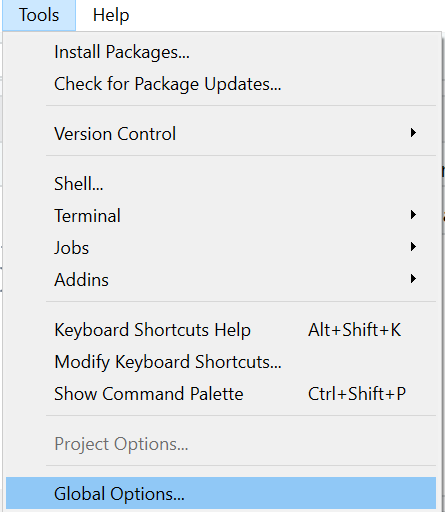 Tools Help
Install Packages...
Check for Package Updates...
Version Control
Shell...
Terminal
Jobs
Addins
Keyboard Shortcuts Help Alt+Shift+K
Modify Keyboard Shortcuts...
Show Command Palette Ctrl+Shift+P
Project Options...
Global Options...